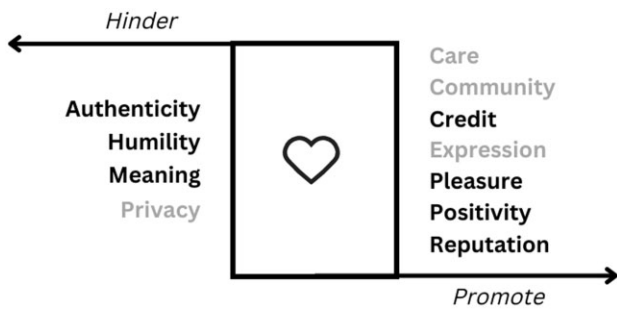 Hinder
Authenticity
Humility
Meaning
Privacy
Care
Community
Credit
Expression
Pleasure
Positivity
Reputation
Promote